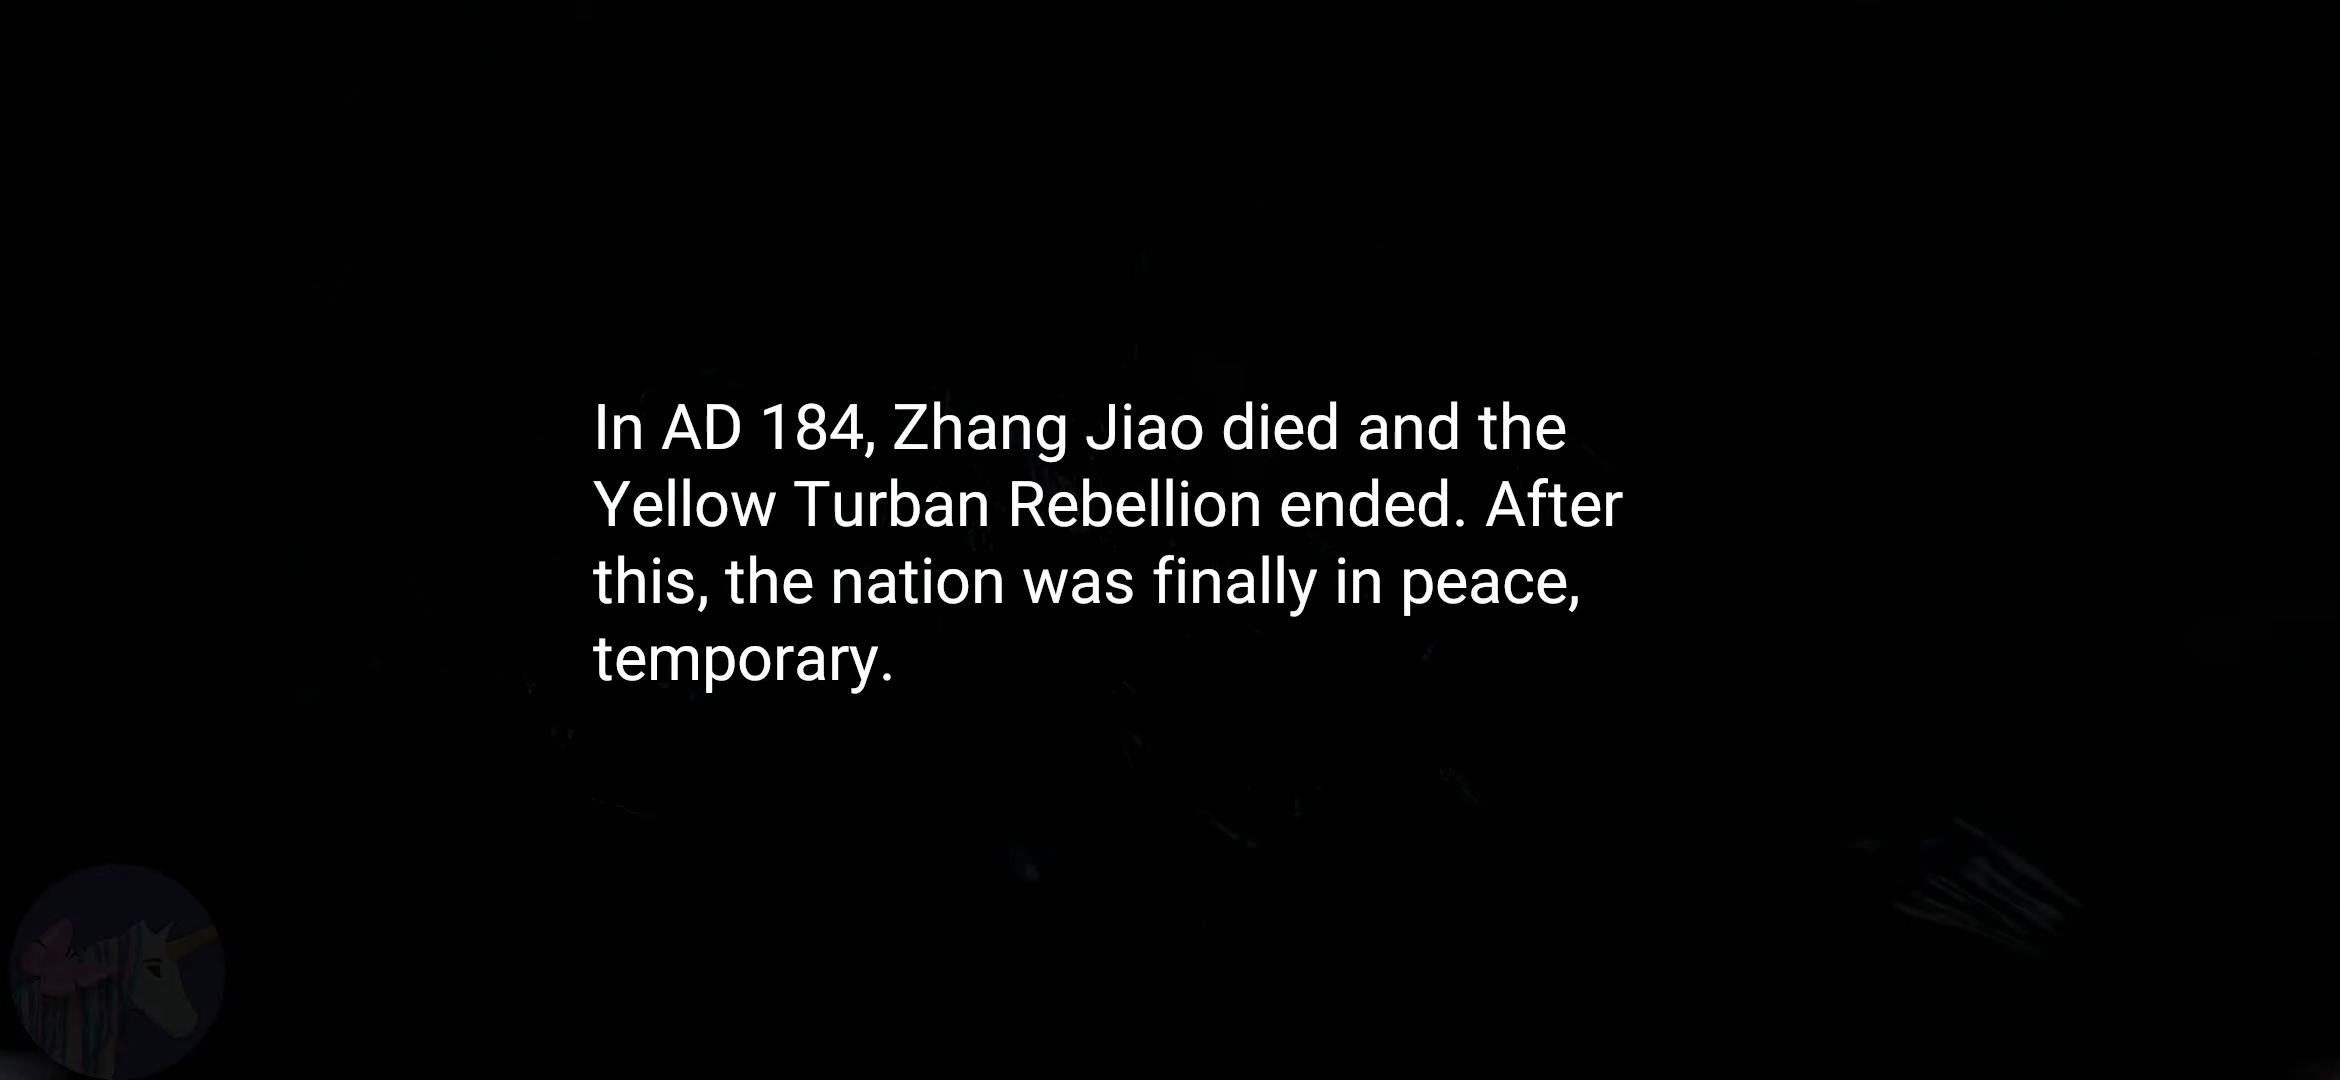 In AD 184, Zhang Jiao died and the
Yellow Turban Rebellion ended. After
this, the nation was finally in peace,
temporary.